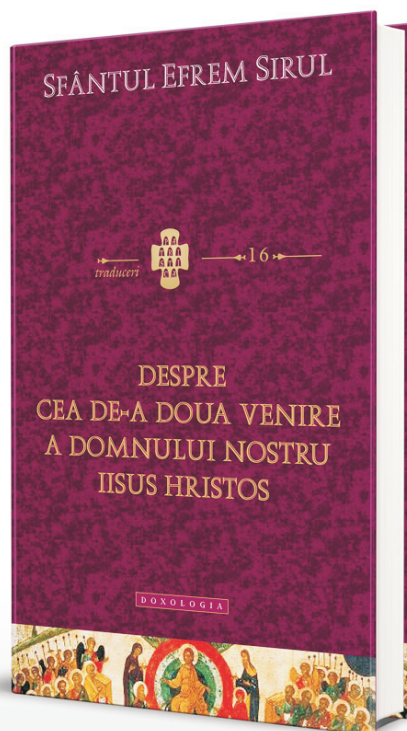 SFÂNTUL EFREM SIRUL
traduceri
16
DESPRE
CEA DE-A DOUA VENIRE
A DOMNULUI NOSTRU
IISUS HRISTOS
DOXOLOGIA